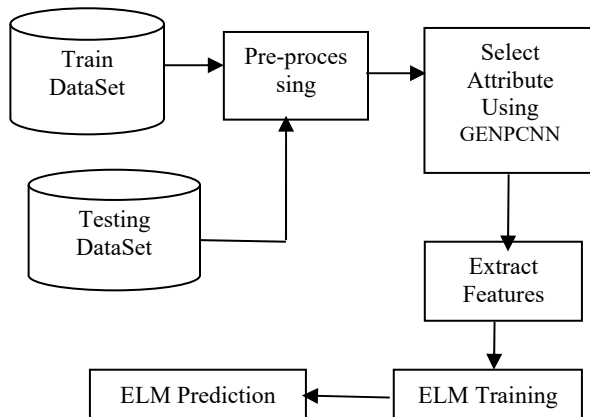 Train
DataSet
Pre-proces
sing
Select
Attribute
Using
GENPCNN
Testing
DataSet
Extract
Features
ELM Prediction
ELM Training